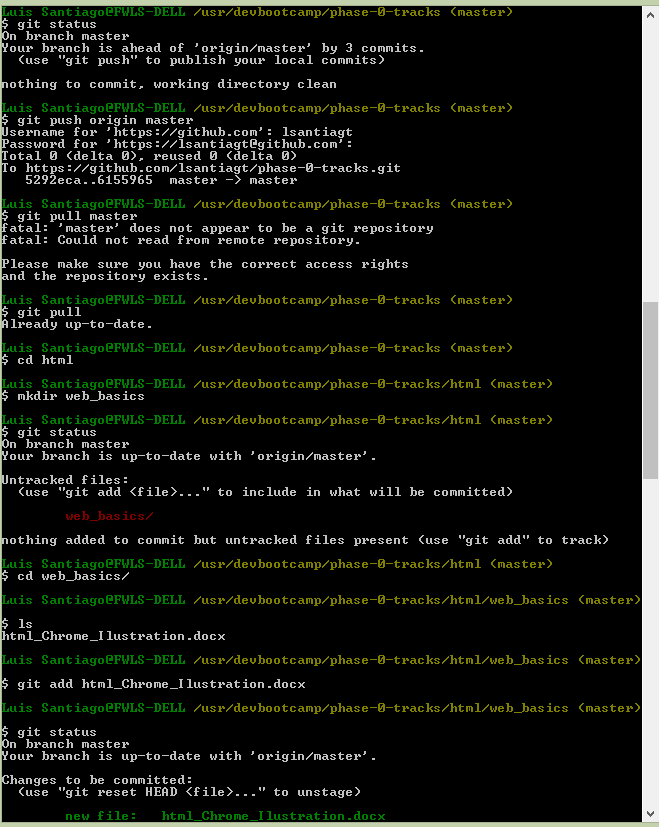 Luis Santiago@FWLS-DELL /usr/devbootcamp/phase-0-tracks (master)
$ git status
On branch master
Your branch is ahead of 'origin/master' by 3 commits.
  (use "git push" to publish your local commits)

nothing to commit, working directory clean

Luis Santiago@FWLS-DELL /usr/devbootcamp/phase-0-tracks (master)
$ git push origin master
Username for 'https://github.com': lsantiagt
Password for 'https://lsantiagt@github.com':
Total 0 (delta 0), reused 0 (delta 0)
To https://github.com/lsantiagt/phase-0-tracks.git
   5292eca..6155965  master -> master

Luis Santiago@FWLS-DELL /usr/devbootcamp/phase-0-tracks (master)
$ git pull master
fatal: 'master' does not appear to be a git repository
fatal: Could not read from remote repository.

Please make sure you have the correct access rights
and the repository exists.

Luis Santiago@FWLS-DELL /usr/devbootcamp/phase-0-tracks (master)
$ git pull
Already up-to-date.

Luis Santiago@FWLS-DELL /usr/devbootcamp/phase-0-tracks (master)
$ cd html

Luis Santiago@FWLS-DELL /usr/devbootcamp/phase-0-tracks/html (master)
$ mkdir web_basics

Luis Santiago@FWLS-DELL /usr/devbootcamp/phase-0-tracks/html (master)
$ git status
On branch master
Your branch is up-to-date with 'origin/master'.

Untracked files:
  (use "git add <file>..." to include in what will be committed)

        web_basics/

nothing added to commit but untracked files present (use "git add" to track)

Luis Santiago@FWLS-DELL /usr/devbootcamp/phase-0-tracks/html (master)
$ cd web_basics/

Luis Santiago@FWLS-DELL /usr/devbootcamp/phase-0-tracks/html/web_basics (master)

$ ls
html_Chrome_Ilustration.docx

Luis Santiago@FWLS-DELL /usr/devbootcamp/phase-0-tracks/html/web_basics (master)

$ git add html_Chrome_Ilustration.docx

Luis Santiago@FWLS-DELL /usr/devbootcamp/phase-0-tracks/html/web_basics (master)

$ git status
On branch master
Your branch is up-to-date with 'origin/master'.

Changes to be committed:
  (use "git reset HEAD <file>..." to unstage)

        new file:   html_Chrome_Ilustration.docx